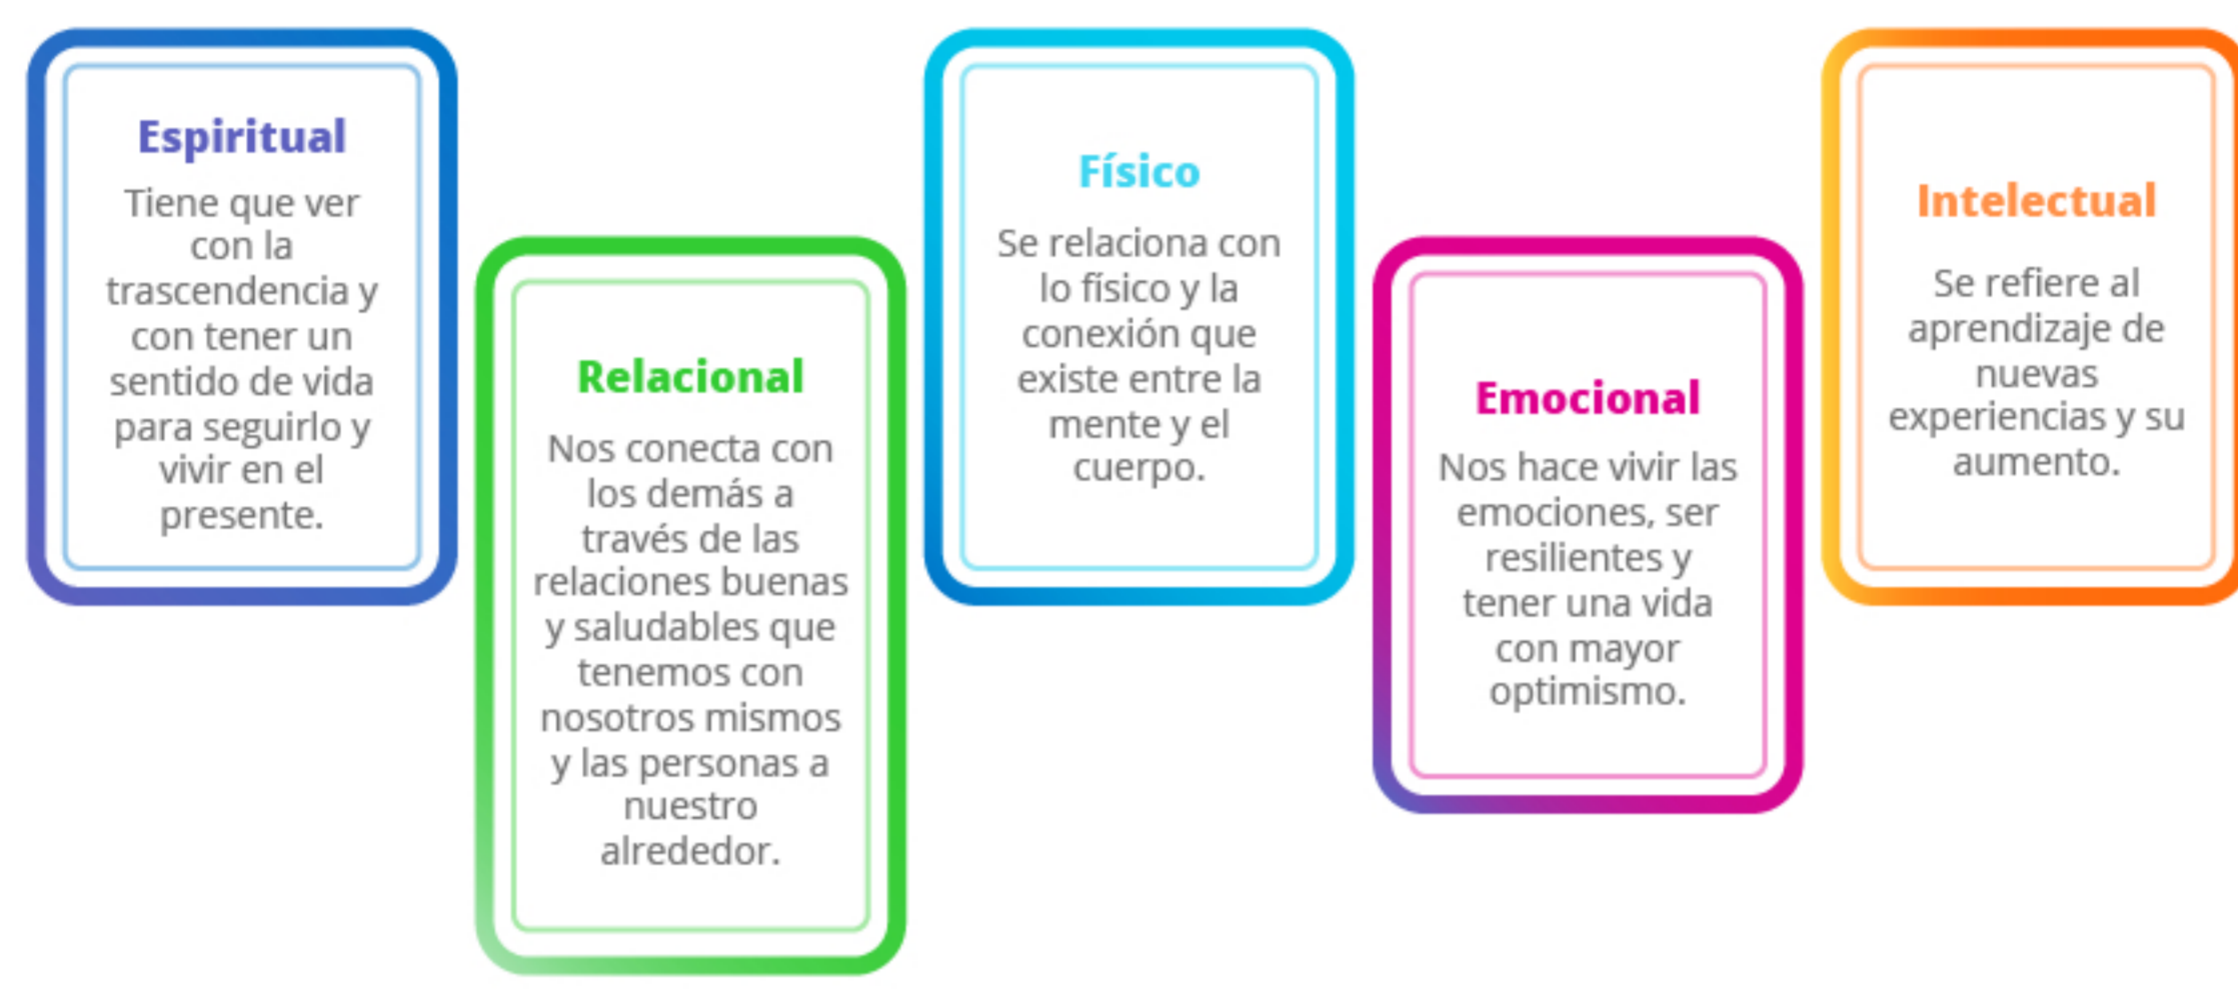 Espiritual
Tiene que ver
con la
trascendencia y
con tener un
sentido de vida
para seguirlo y
vivir en el
presente.
Relacional
Nos conecta con
los demás a
través de las
relaciones buenas
y saludables que
tenemos con
nosotros mismos
y las personas a
nuestro
alrededor.
Físico
Se relaciona con
lo físico y la
conexión que
existe entre la
mente y el
cuerpo.
Emocional
Nos hace vivir las
emociones, ser
resilientes y
tener una vida
con mayor
optimismo.
Intelectual
Se refiere al
aprendizaje de
nuevas
experiencias y su
aumento.